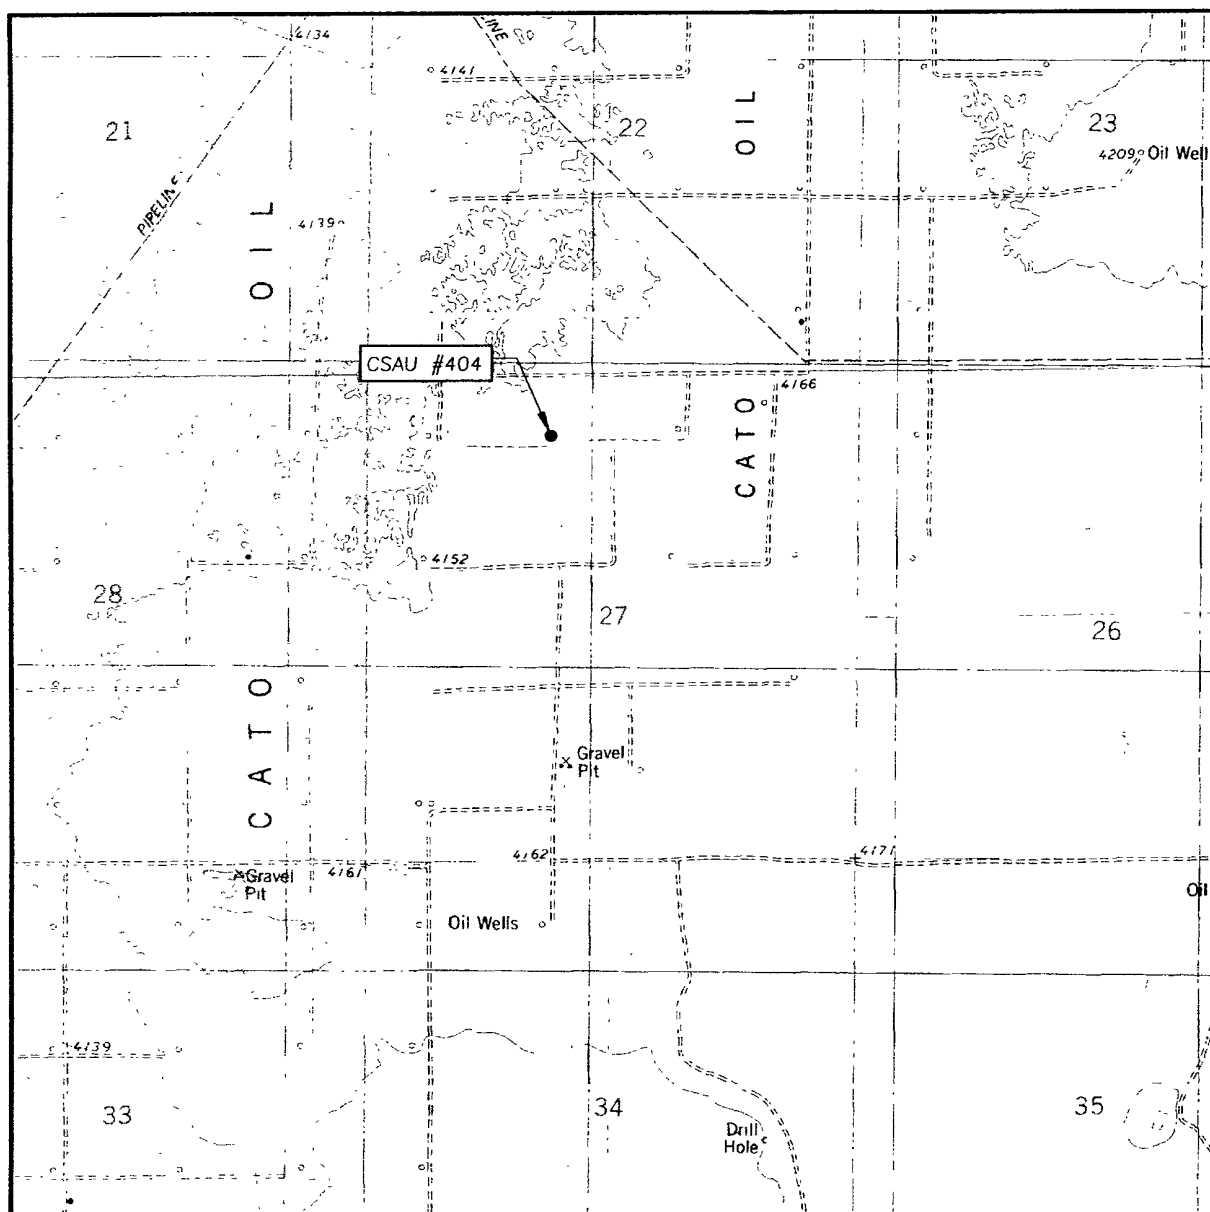 4134
INE
4141
21
22
OIL
23
4209 Oil Well
PIPELINE
OIL
4139
CSAU #404
4166
CATO
4152
28
27
26
CATO
Gravel
Pit
4162
4171
Gravel
Pit
4161
Oil
Oil Wells
4139
33
34
35
Drill
Hole